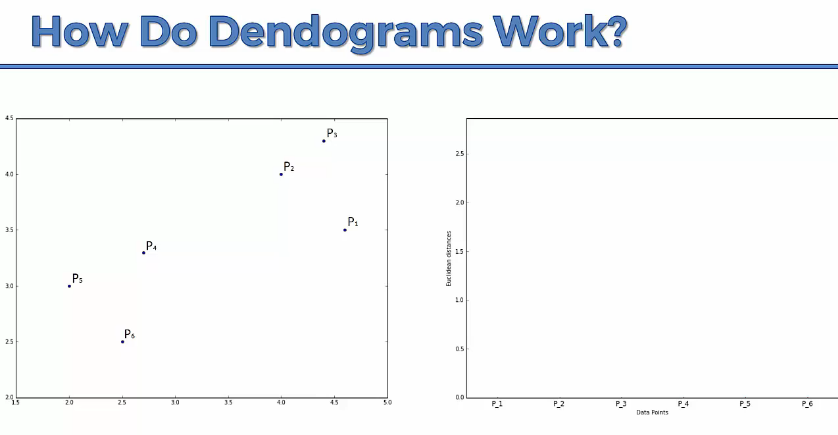 How Do Dendograms Work?
4.5
4.0
3.5
3.0
2.5
2.0
1.5 2.0 2.5 3.0 3.5 4.0 4.5 5.0
P₃
P₂
P₁
P₄
P₅
P₆
Euclidean distances
2.5
2.0
1.5
1.0
0.5
0.0
P_1 P_2 P_3 P_4 P_5 P_6
Data Points